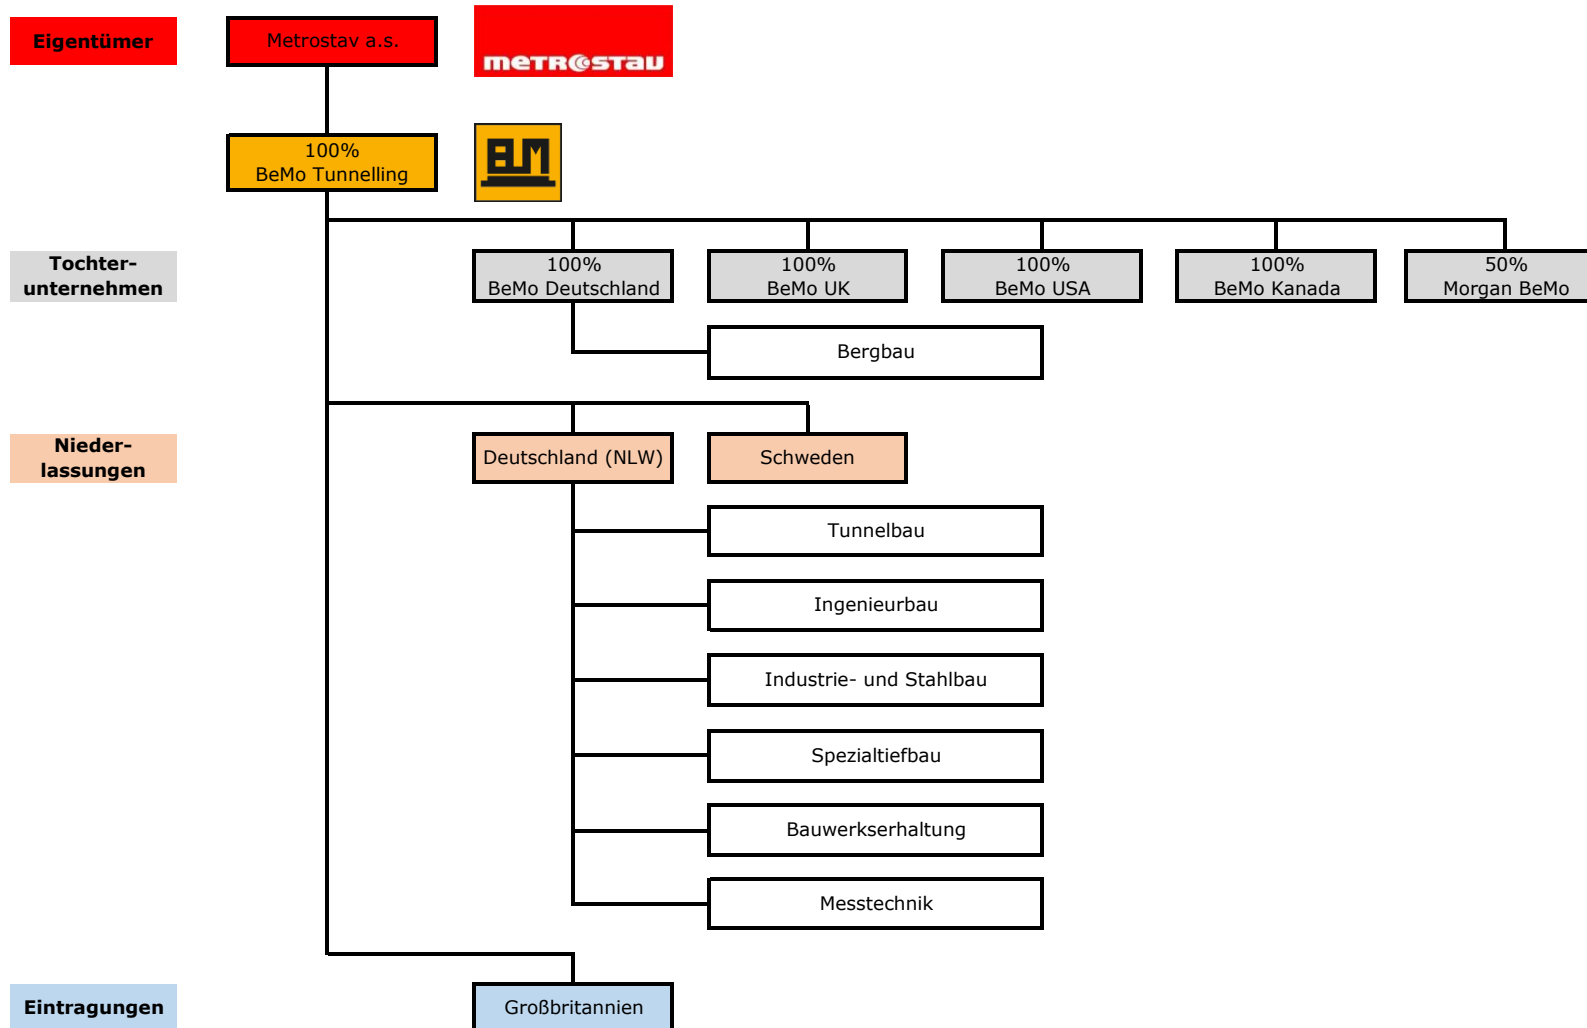 Eigentümer
Metrostav a.s.
metrostav
100%
BeMo Tunnelling
BEM
Tochter-
unternehmen
100%
BeMo Deutschland
100%
BeMo UK
100%
BeMo USA
100%
BeMo Kanada
50%
Morgan BeMo
Bergbau
Nieder-
lassungen
Deutschland (NLW)
Schweden
Tunnelbau
Ingenieurbau
Industrie- und Stahlbau
Spezialtiefbau
Bauwerkserhaltung
Messtechnik
Eintragungen
Großbritannien